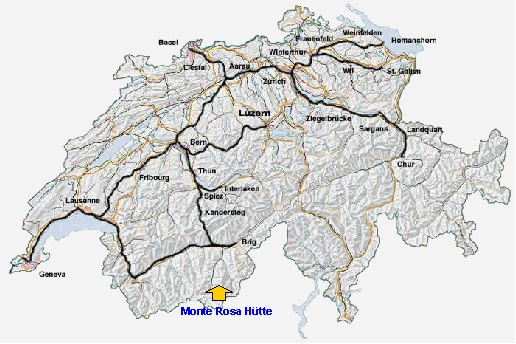 Weinfelden
Frauenfeld
Romanshorn
Basel
Winterthur
Liestal
Aarau
Wil
St. Gallen
Zürich
Lüzern
Ziegelbrücke
Sargans
Landquart
Bern
Chur
Thun
Fribourg
Interlaken
Spiez
Lausanne
Kandersteg
Brig
Geneva
Monte Rosa Hütte